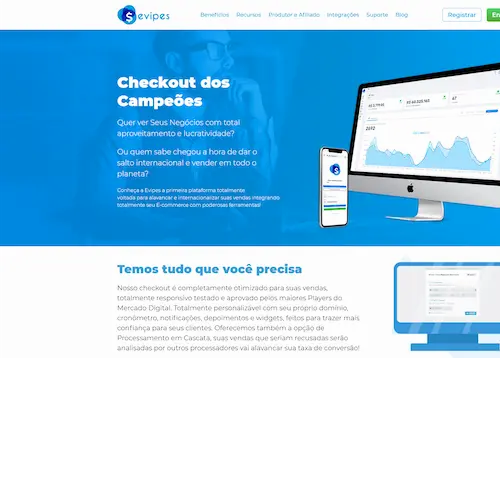 $ evipes
Benefícios Recursos Produtor e Afiliado Integrações Suporte Blog
Registrar
En
Checkout dos
Campeões
Quer ver Seus Negócios com total
aproveitamento e lucratividade?
Ou quem sabe chegou a hora de dar o
salto internacional e vender em todo o
planeta?
Conheça a Evipes a primeira plataforma totalmente
voltada para alavancar e internacionalizar suas vendas integrando
totalmente seu E-commerce com poderosas ferramentas!
Temos tudo que você precisa
Nosso checkout é completamente otimizado para suas vendas,
totalmente responsivo testado e aprovado pelos maiores Players do
Mercado Digital. Totalmente personalizável com seu próprio domínio,
cronômetro, notificações, depoimentos e widgets, feitos para trazer mais
confiança para seus clientes. Oferecemos também a opção de
Processamento em Cascata, suas vendas que seriam recusadas serão
analisadas por outros processadores vai alavancar sua taxa de conversão!